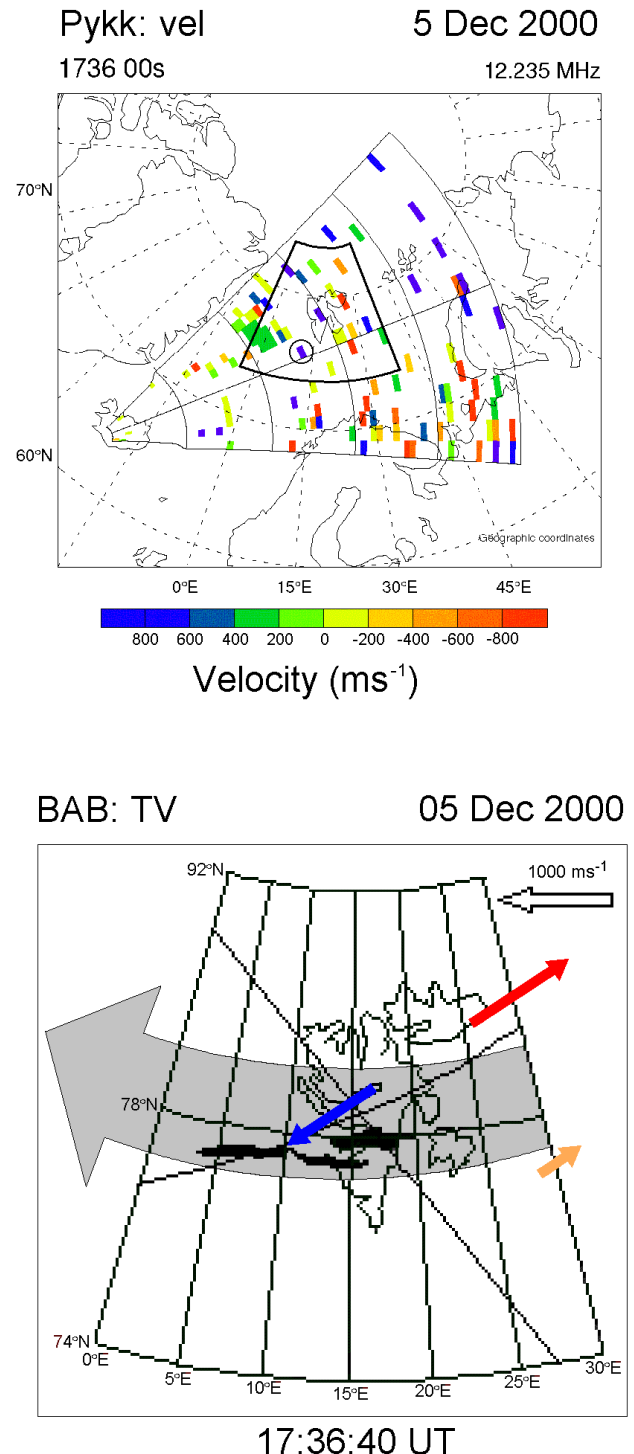 Pykk: vel 5 Dec 2000
1736 00s 12.235 MHz
70°N
60°N
Geographic coordinates
0°E 15°E 30°E 45°E
800 600 400 200 0 -200 -400 -600 -800
Velocity (ms-1)
BAB: TV 05 Dec 2000
92°N
1000 ms-1
78°N
74°N
0°E 5°E 10°E 15°E 20°E 25°E 30°E
17:36:40 UT